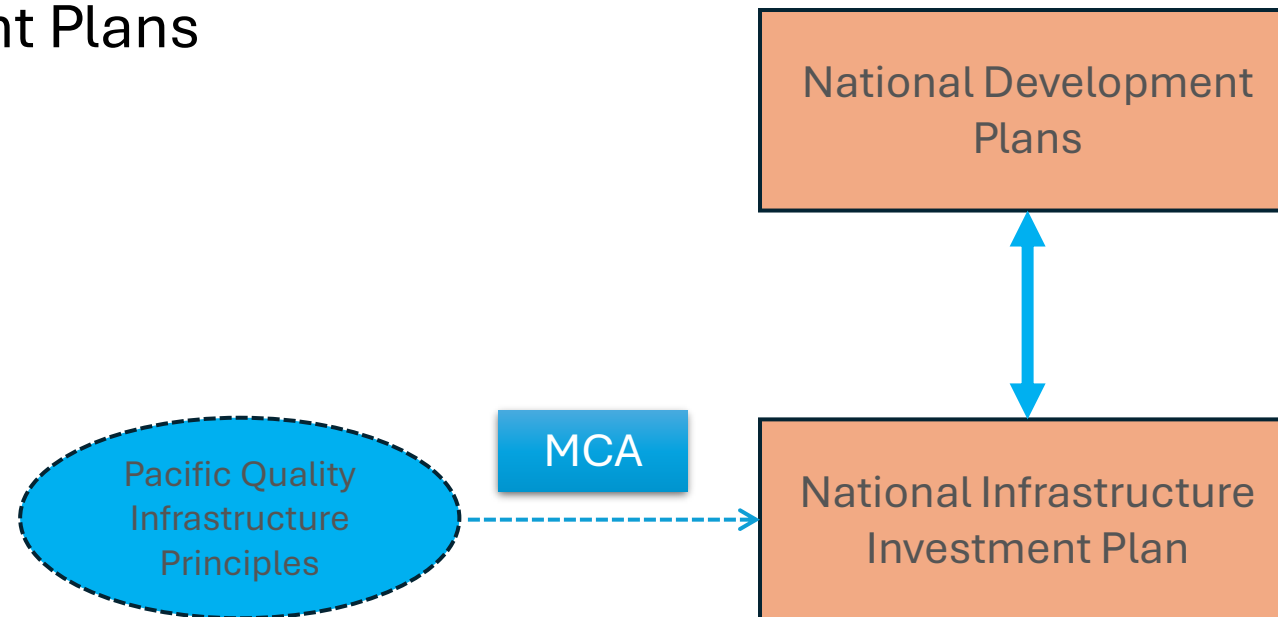 nt Plans
National Development
Plans
MCA
Pacific Quality
Infrastructure
Principles
National Infrastructure
Investment Plan